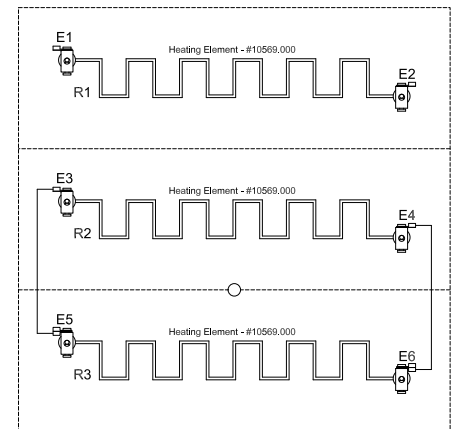 E1
Heating Element - #10569.000
E2
R1
E3
Heating Element - #10569.000
E4
R2
E5
Heating Element - #10569.000
E6
R3